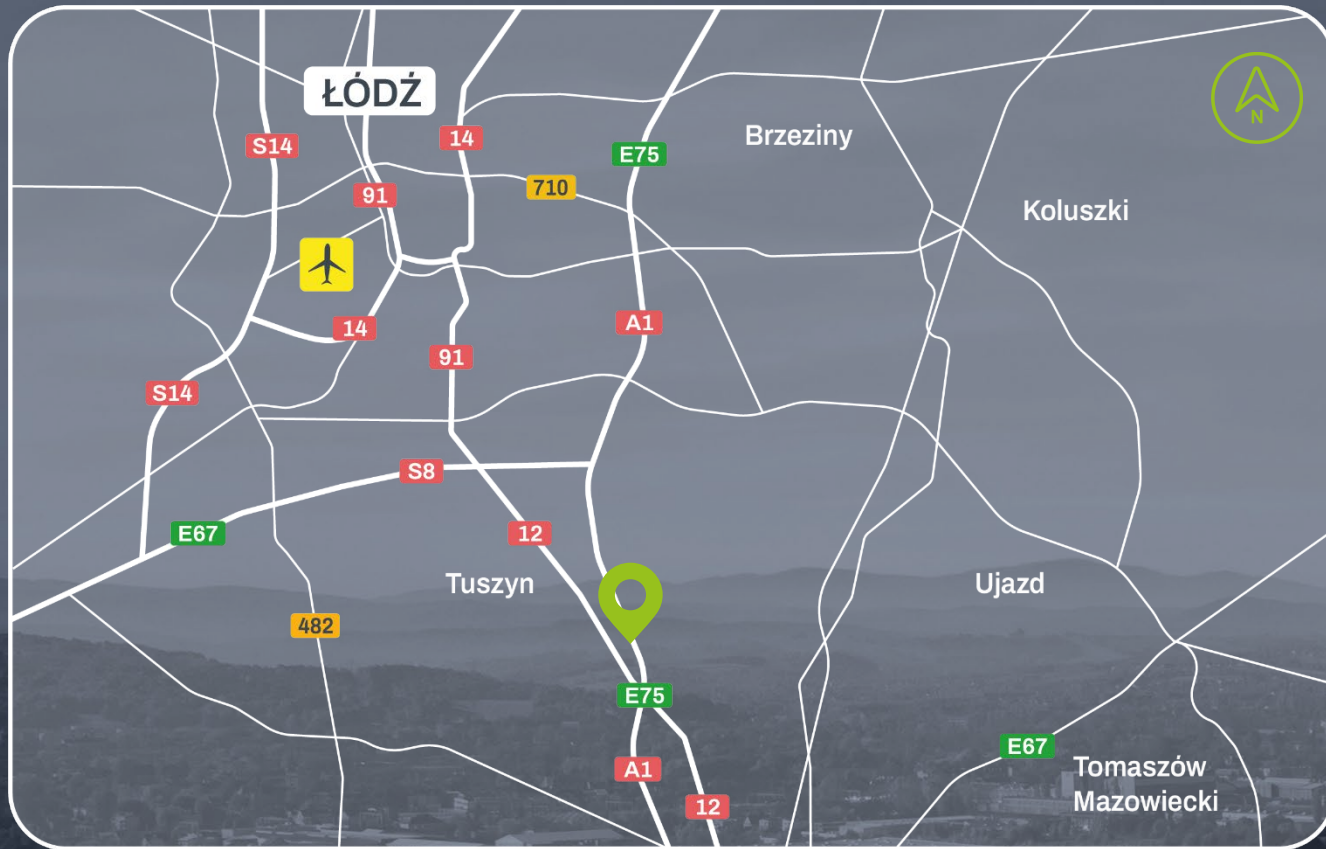 ŁÓDŹ
S14
14
E75
Brzeziny
91
710
Koluszki
A1
14
91
S14
S8
E67
12
Tuszyn
Ujazd
482
E75
E67
A1
Tomaszów
Mazowiecki
12
N